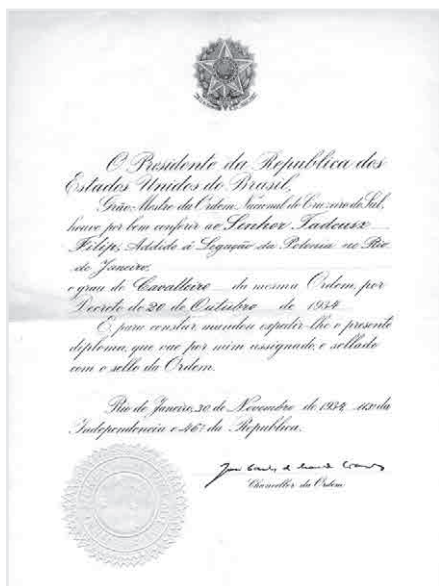 O Presidente da Republica dos
Estados Unidos do Brasil,
Grão-Mestre da Ordem Nacional do Cruzeiro do Sul,
houve por bem conferir ao Senhor Tadeusz
Filip, Addido á Legação da Polonia no Rio
de Janeiro,
o grau de Cavalleiro da mesma Ordem, por
Decreto de 20 de Outubro de 1934
E, para constar mandou expedir-lhe o presente
diploma, que vae por mim assignado, e sellado
com o sello da Ordem.
Rio de Janeiro, 30 de Novembro de 1934, 113º da
Independencia e 46º da Republica.
Chanceller da Ordem